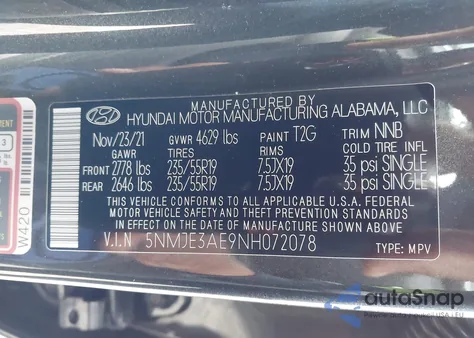 MANUFACTURED BY
HYUNDAI MOTOR MANUFACTURING ALABAMA, LLC
Nov/23/21 GVWR 4629 lbs PAINT T2G TRIM NNB
GAWR TIRES RIMS COLD TIRE INFL
FRONT 2778 lbs 235/55R19 7.5JX19 35 psi SINGLE
REAR 2646 lbs 235/55R19 7.5JX19 35 psi SINGLE
THIS VEHICLE CONFORMS TO ALL APPLICABLE U.S.A. FEDERAL
MOTOR VEHICLE SAFETY AND THEFT PREVENTION STANDARDS
IN EFFECT ON THE DATE OF MANUFACTURE SHOWN ABOVE.
V.I.N 5NMJE3AE9NH072078 TYPE: MPV
W420
3
autoSnap